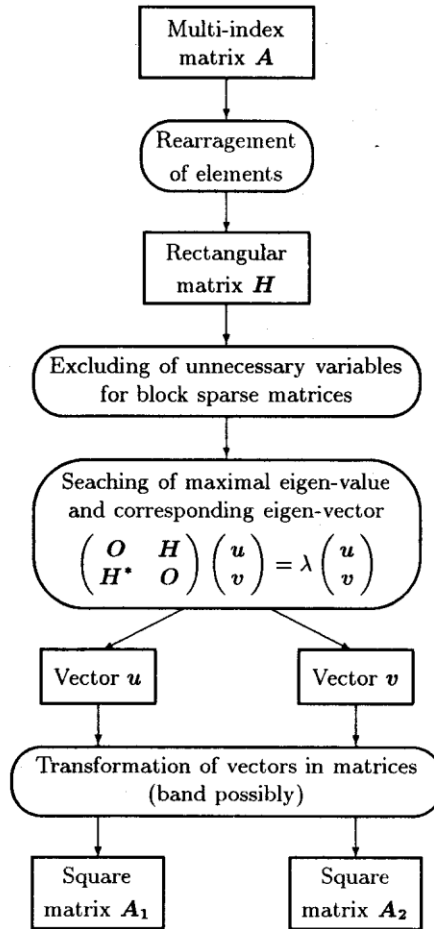 Multi-index
matrix A
Rearragement
of elements
Rectangular
matrix H
Excluding of unnecessary variables
for block sparse matrices
Seaching of maximal eigen-value
and corresponding eigen-vector
( O H ) ( u ) = λ ( u )
( H* O ) ( v ) ( v )
Vector u
Vector v
Transformation of vectors in matrices
(band possibly)
Square
matrix A₁
Square
matrix A₂